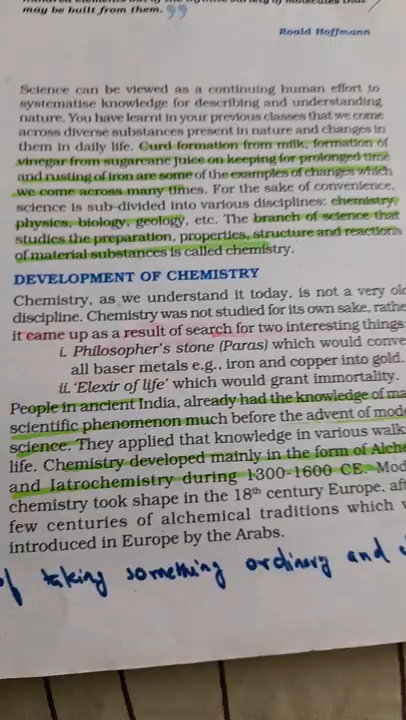 may be built from them.”
Roald Hoffmann
Science can be viewed as a continuing human effort to
systematise knowledge for describing and understanding
nature. You have learnt in your previous classes that we come
across diverse substances present in nature and changes in
them in daily life. Curd formation from milk, formation of
vinegar from sugarcane juice on keeping for prolonged time
and rusting of iron are some of the examples of changes which
we come across many times. For the sake of convenience,
science is sub-divided into various disciplines: chemistry,
physics, biology, geology, etc. The branch of science that
studies the preparation, properties, structure and reactions
of material substances is called chemistry.
DEVELOPMENT OF CHEMISTRY
Chemistry, as we understand it today, is not a very old
discipline. Chemistry was not studied for its own sake, rathe
it came up as a result of search for two interesting things:
i. Philosopher's stone (Paras) which would conve
all baser metals e.g., iron and copper into gold.
ii. ‘Elexir of life’ which would grant immortality.
People in ancient India, already had the knowledge of ma
scientific phenomenon much before the advent of mode
science. They applied that knowledge in various walk
life. Chemistry developed mainly in the form of Alche
and Iatrochemistry during 1300-1600 CE. Mod
chemistry took shape in the 18th century Europe, aft
few centuries of alchemical traditions which
introduced in Europe by the Arabs.
of taking something ordinary and